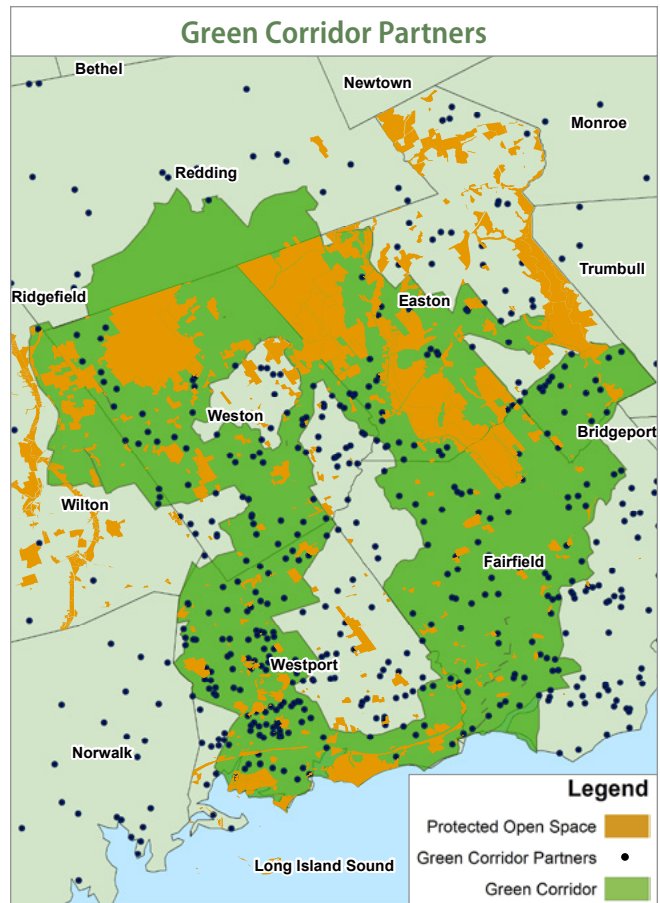 Green Corridor Partners
Bethel
Newtown
Monroe
Redding
Trumbull
Ridgefield
Easton
Weston
Bridgeport
Wilton
Fairfield
Westport
Norwalk
Legend
Protected Open Space
Green Corridor Partners
Long Island Sound
Green Corridor